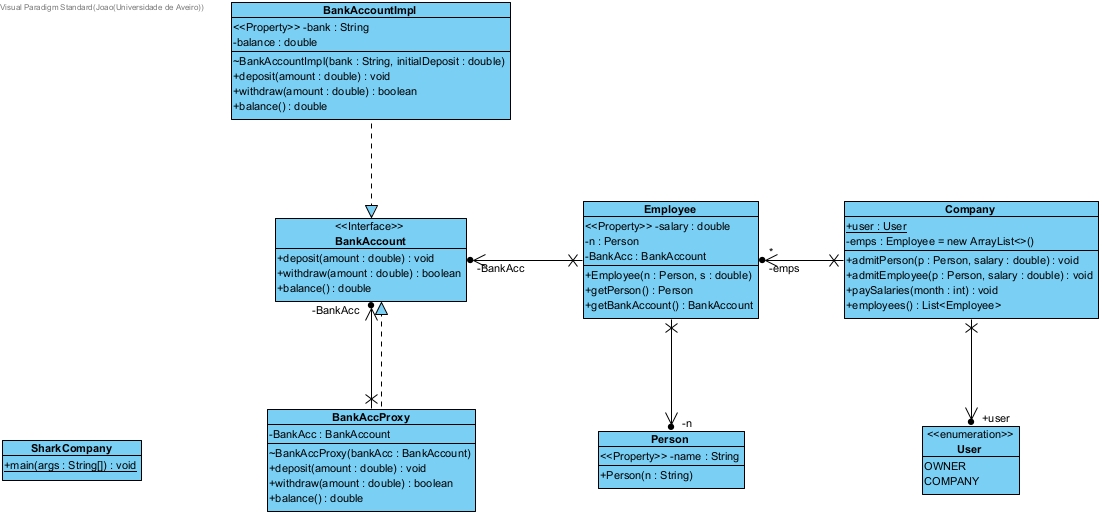 Visual Paradigm Standard(Joao(Universidade de Aveiro))
BankAccountImpl
<<Property>> -bank : String
-balance : double
~BankAccountImpl(bank : String, initialDeposit : double)
+deposit(amount : double) : void
+withdraw(amount : double) : boolean
+balance() : double
<<Interface>>
BankAccount
+deposit(amount : double) : void
+withdraw(amount : double) : boolean
+balance() : double
-BankAcc
-BankAcc
Employee
<<Property>> -salary : double
-n : Person
-BankAcc : BankAccount
+Employee(n : Person, s : double)
+getPerson() : Person
+getBankAccount() : BankAccount
*
-emps
Company
+user : User
-emps : Employee = new ArrayList<>()
+admitPerson(p : Person, salary : double) : void
+admitEmployee(p : Person, salary : double) : void
+paySalaries(month : int) : void
+employees() : List<Employee>
SharkCompany
+main(args : String[]) : void
BankAccProxy
-BankAcc : BankAccount
~BankAccProxy(bankAcc : BankAccount)
+deposit(amount : double) : void
+withdraw(amount : double) : boolean
+balance() : double
-n
Person
<<Property>> -name : String
+Person(n : String)
+user
<<enumeration>>
User
OWNER
COMPANY